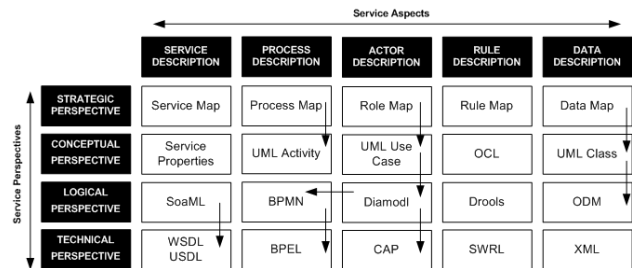 Service Aspects
SERVICE DESCRIPTION PROCESS DESCRIPTION ACTOR DESCRIPTION RULE DESCRIPTION DATA DESCRIPTION
Service Perspectives
STRATEGIC PERSPECTIVE Service Map Process Map Role Map Rule Map Data Map
CONCEPTUAL PERSPECTIVE Service Properties UML Activity UML Use Case OCL UML Class
LOGICAL PERSPECTIVE SoaML BPMN Diamodl Drools ODM
TECHNICAL PERSPECTIVE WSDL USDL BPEL CAP SWRL XML